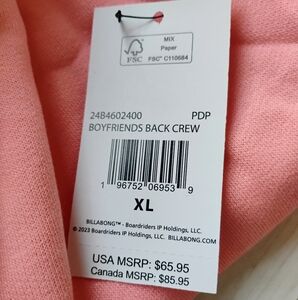 MIX
Paper
FSC® C110684
FSC
24B4602400 PDP
BOYFRIENDS BACK CREW
1 96752 06953 9
XL
BILLABONG™ - Boardriders IP Holdings, LLC.
© 2023 Boardriders IP Holdings, LLC.
BILLABONG.COM
USA MSRP: $65.95
Canada MSRP: $85.95